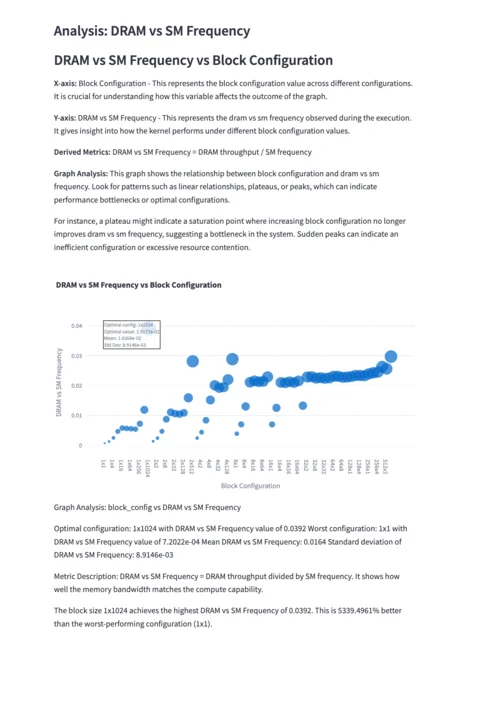 Analysis: DRAM vs SM Frequency
DRAM vs SM Frequency vs Block Configuration
X-axis: Block Configuration - This represents the block configuration value across different configurations.
It is crucial for understanding how this variable affects the outcome of the graph.
Y-axis: DRAM vs SM Frequency - This represents the dram vs sm frequency observed during the execution.
It gives insight into how the kernel performs under different block configuration values.
Derived Metrics: DRAM vs SM Frequency = DRAM throughput / SM frequency
Graph Analysis: This graph shows the relationship between block configuration and dram vs sm
frequency. Look for patterns such as linear relationships, plateaus, or peaks, which can indicate
performance bottlenecks or optimal configurations.
For instance, a plateau might indicate a saturation point where increasing block configuration no longer
improves dram vs sm frequency, suggesting a bottleneck in the system. Sudden peaks can indicate an
inefficient configuration or excessive resource contention.
DRAM vs SM Frequency vs Block Configuration
Optimal config: 1x1024
Optimal value: 3.9177e-02
Mean: 1.6368e-02
Std Dev: 8.9146e-03
0.04
0.03
0.02
0.01
0
DRAM vs SM Frequency
1x1
1x4
1x16
1x64
1x256
1x1024
2x2
2x8
2x32
2x128
2x512
4x2
4x8
4x32
4x128
8x1
8x4
8x16
8x64
16x1
16x4
16x16
16x64
32x2
32x8
32x32
64x2
64x8
128x1
128x4
256x1
256x4
512x2
Block Configuration
Graph Analysis: block_config vs DRAM vs SM Frequency
Optimal configuration: 1x1024 with DRAM vs SM Frequency value of 0.0392 Worst configuration: 1x1 with
DRAM vs SM Frequency value of 7.2022e-04 Mean DRAM vs SM Frequency: 0.0164 Standard deviation of
DRAM vs SM Frequency: 8.9146e-03
Metric Description: DRAM vs SM Frequency = DRAM throughput divided by SM frequency. It shows how
well the memory bandwidth matches the compute capability.
The block size 1x1024 achieves the highest DRAM vs SM Frequency of 0.0392. This is 5339.4961% better
than the worst-performing configuration (1x1).